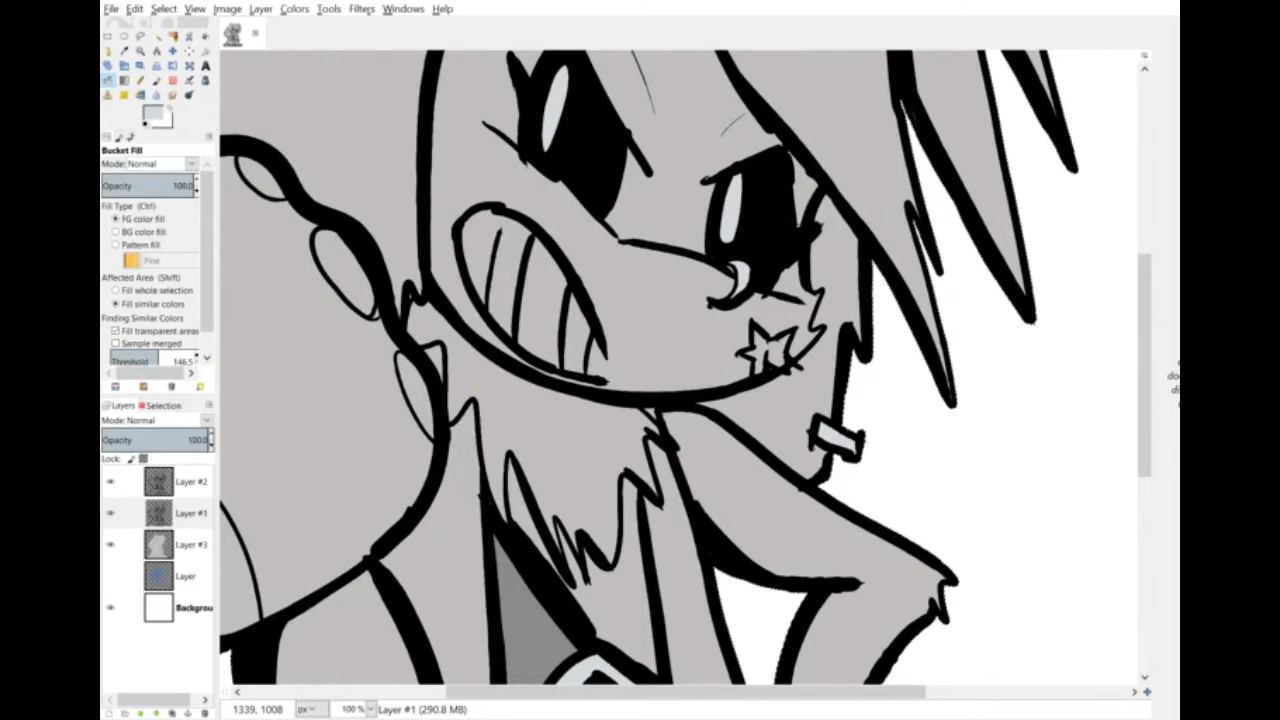 File Edit Select View Image Layer Colors Tools Filters Windows Help
Bucket Fill
Mode: Normal
Opacity 100.0
Fill Type (Ctrl)
FG color fill
BG color fill
Pattern fill
Pine
Affected Area (Shift)
Fill whole selection
Fill similar colors
Finding Similar Colors
Fill transparent areas
Sample merged
Threshold 146.5
Layers Selection
Mode: Normal
Opacity 100.0
Lock:
Layer #2
Layer #1
Layer #3
Layer
Backgrou
1339, 1008 px 100 % Layer #1 (290.8 MB)